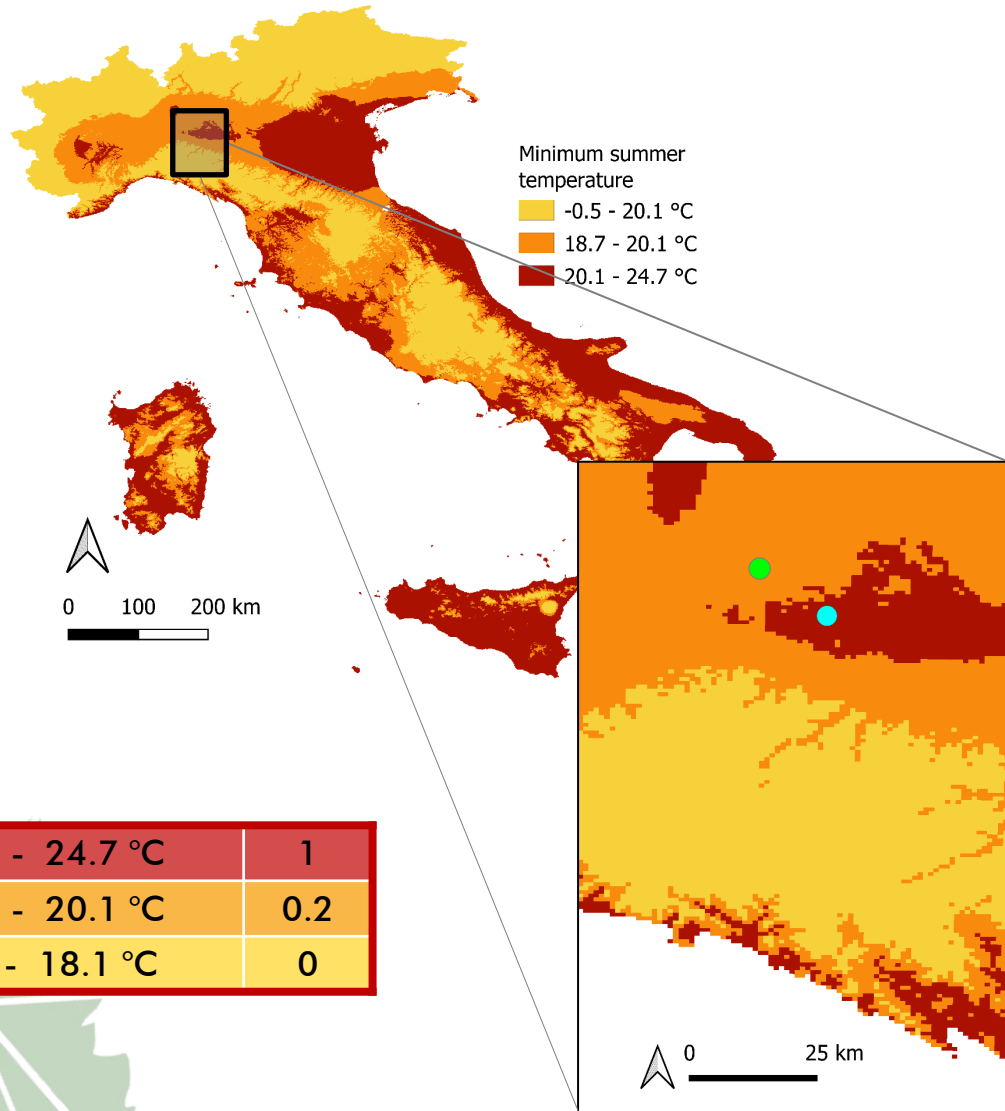 Minimum summer
temperature
-0.5 - 20.1 °C
18.7 - 20.1 °C
20.1 - 24.7 °C
0 100 200 km
- 24.7 °C 1
- 20.1 °C 0.2
- 18.1 °C 0
0 25 km